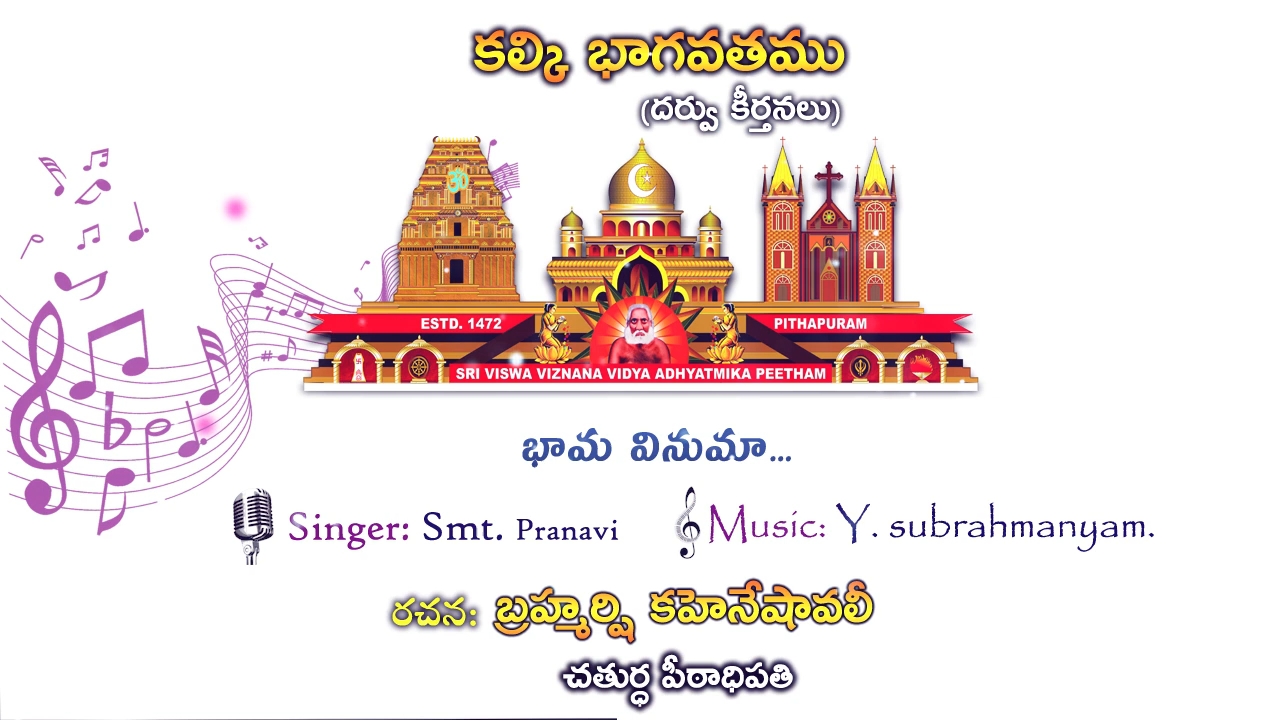 కల్కి భాగవతము
(దర్వు కీర్తనలు)
ESTD. 1472 PITHAPURAM
SRI VISWA VIZNANA VIDYA ADHYATMIKA PEETHAM
భామ వినుమా...
Singer: Smt. Pranavi Music: Y. subrahmanyam.
రచన: బ్రహ్మర్షి కహెనేషావలీ
చతుర్ధ పీఠాధిపతి